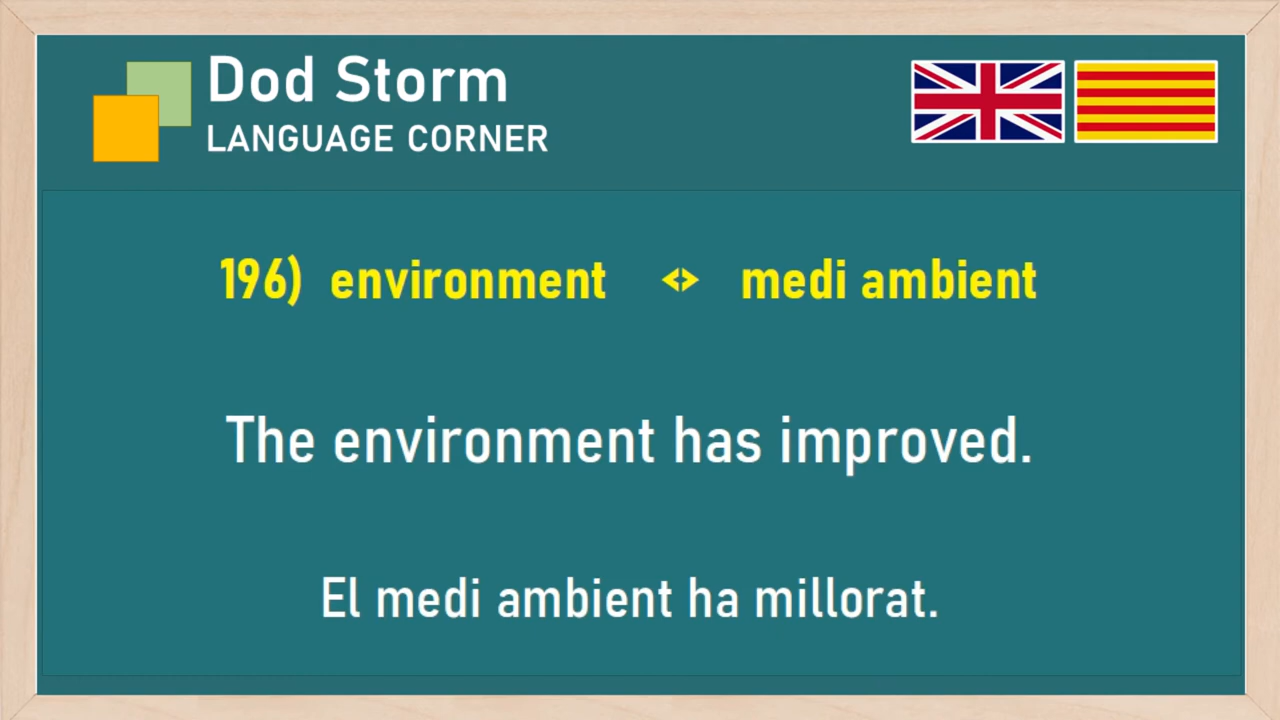 Dod Storm
LANGUAGE CORNER
196) environment <> medi ambient
The environment has improved.
El medi ambient ha millorat.